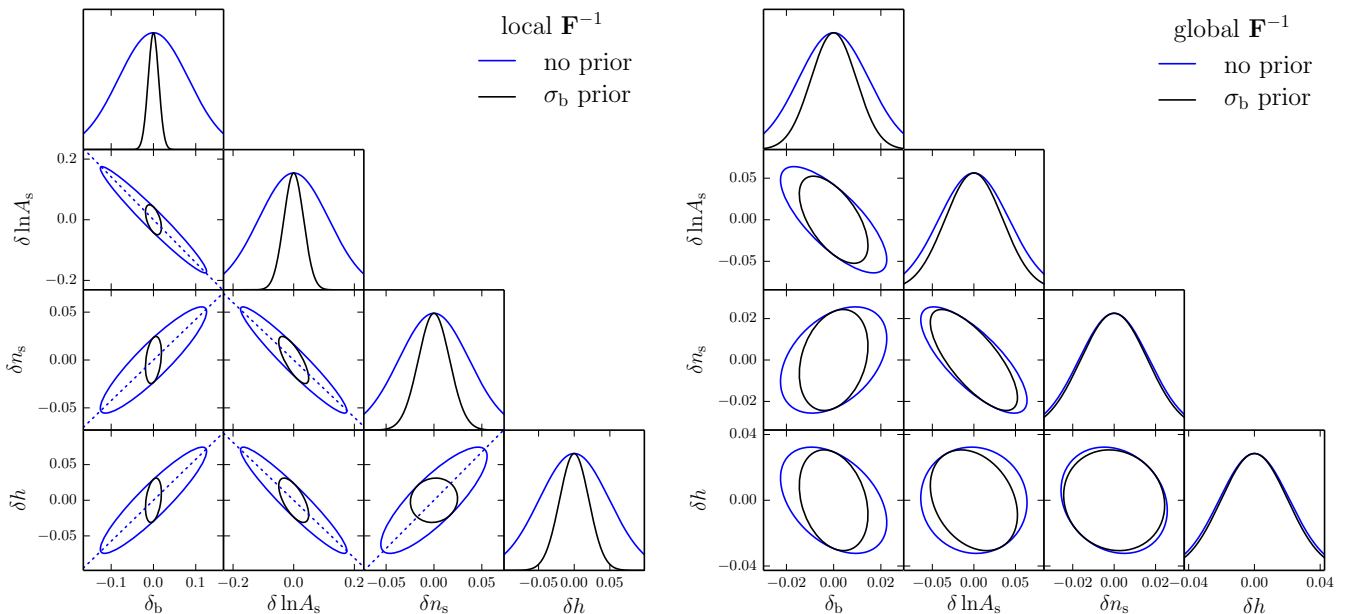 local F⁻¹
no prior
σ_b prior
0.2
0.0
−0.2
δ ln A_s
0.05
0.00
−0.05
δn_s
0.05
0.00
−0.05
δh
−0.1 0.0 0.1
δ_b
−0.2 0.0 0.2
δ ln A_s
−0.05 0.00 0.05
δn_s
−0.05 0.00 0.05
δh
global F⁻¹
no prior
σ_b prior
0.05
0.00
−0.05
δ ln A_s
0.02
0.00
−0.02
δn_s
0.04
0.00
−0.04
δh
−0.02 0.00 0.02
δ_b
−0.05 0.00 0.05
δ ln A_s
−0.02 0.00 0.02
δn_s
−0.04 0.00 0.04
δh